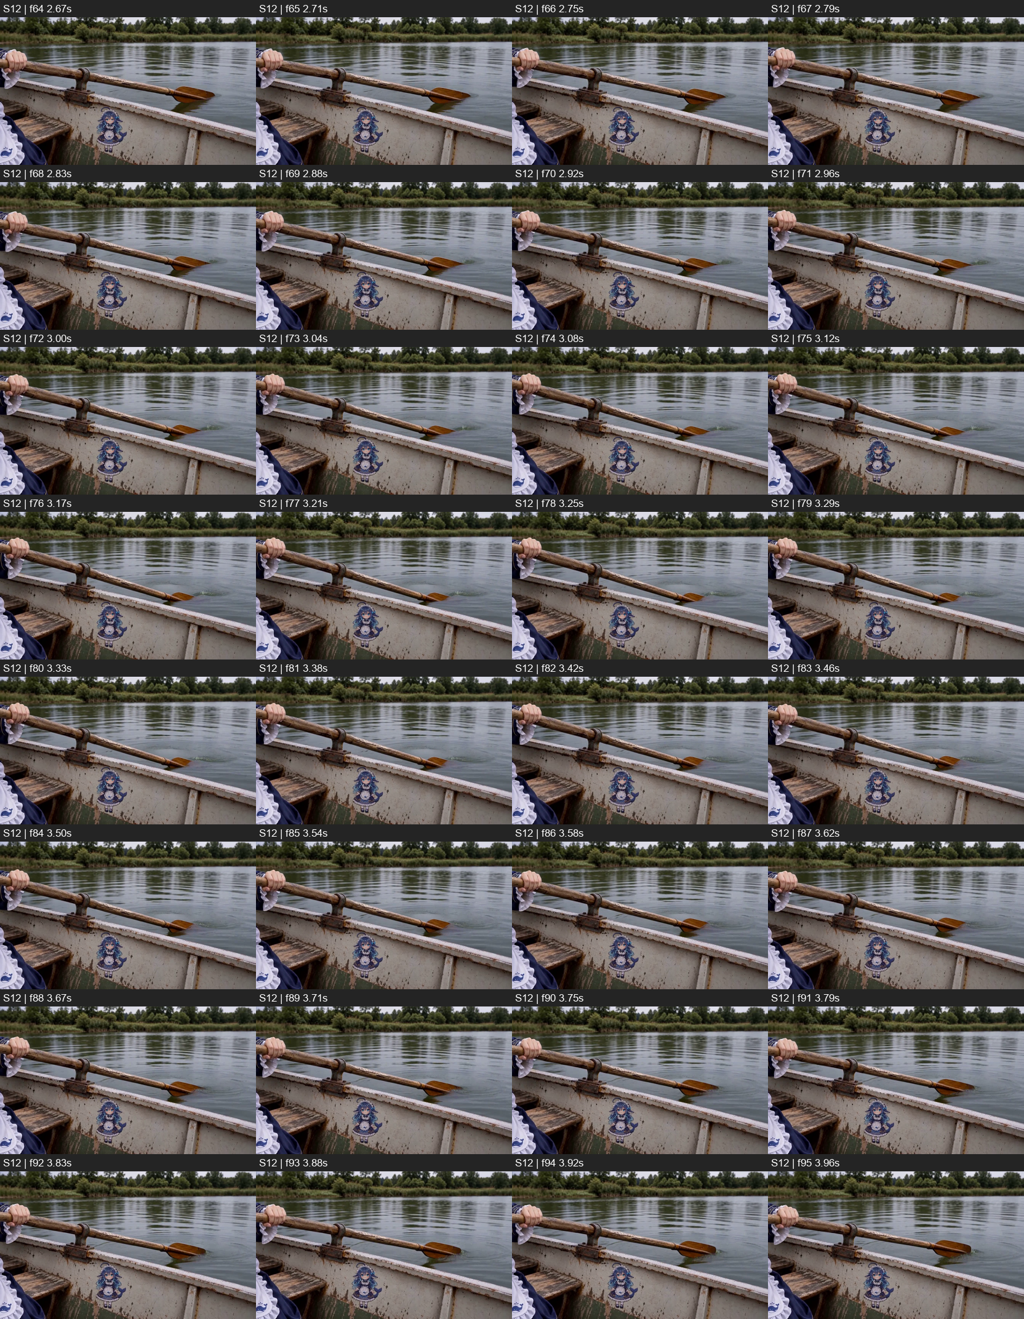 S12 | f64 2.67s
S12 | f65 2.71s
S12 | f66 2.75s
S12 | f67 2.79s
S12 | f68 2.83s
S12 | f69 2.88s
S12 | f70 2.92s
S12 | f71 2.96s
S12 | f72 3.00s
S12 | f73 3.04s
S12 | f74 3.08s
S12 | f75 3.12s
S12 | f76 3.17s
S12 | f77 3.21s
S12 | f78 3.25s
S12 | f79 3.29s
S12 | f80 3.33s
S12 | f81 3.38s
S12 | f82 3.42s
S12 | f83 3.46s
S12 | f84 3.50s
S12 | f85 3.54s
S12 | f86 3.58s
S12 | f87 3.62s
S12 | f88 3.67s
S12 | f89 3.71s
S12 | f90 3.75s
S12 | f91 3.79s
S12 | f92 3.83s
S12 | f93 3.88s
S12 | f94 3.92s
S12 | f95 3.96s